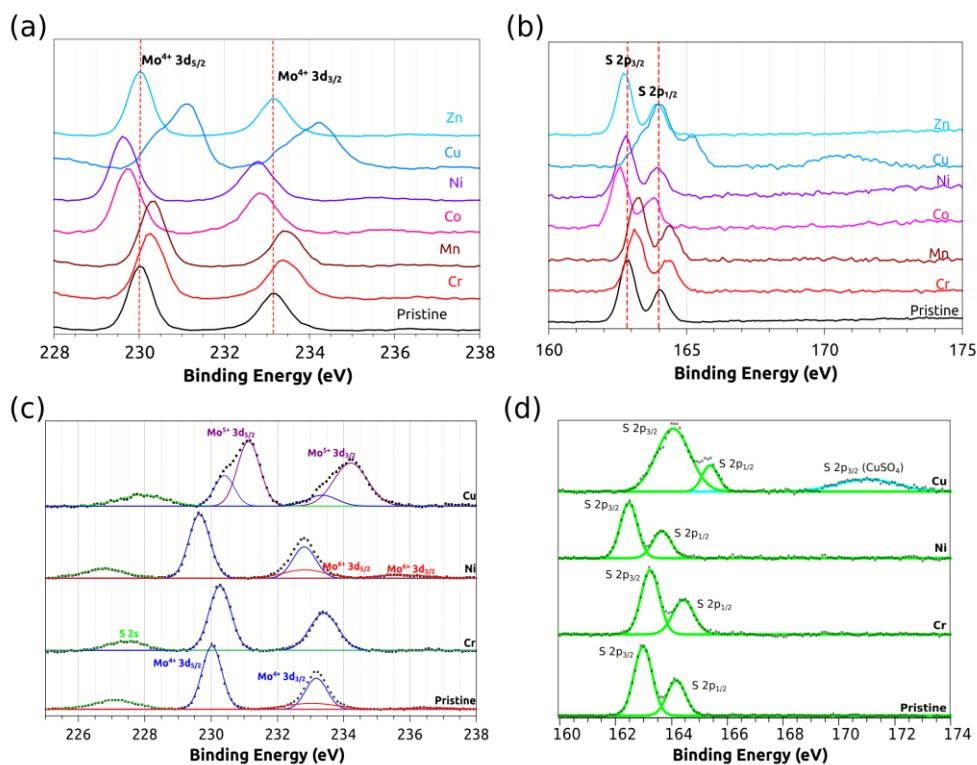 (a)
Mo⁴⁺ 3d₅/₂
Mo⁴⁺ 3d₃/₂
Zn
Cu
Ni
Co
Mn
Cr
Pristine
228 230 232 234 236 238
Binding Energy (eV)
(b)
S 2p₃/₂
S 2p₁/₂
Zn
Cu
Ni
Co
Mn
Cr
Pristine
160 165 170 175
Binding Energy (eV)
(c)
Mo⁵⁺ 3d₅/₂
Mo⁵⁺ 3d₃/₂
Cu
Mo⁶⁺ 3d₅/₂ Mo⁶⁺ 3d₃/₂
Ni
S 2s
Cr
Mo⁴⁺ 3d₅/₂ Mo⁴⁺ 3d₃/₂
Pristine
226 228 230 232 234 236 238
Binding Energy (eV)
(d)
S 2p₃/₂
S 2p₁/₂
S 2p₃/₂ (CuSO₄)
Cu
S 2p₃/₂
S 2p₁/₂
Ni
S 2p₃/₂
S 2p₁/₂
Cr
S 2p₃/₂
S 2p₁/₂
Pristine
160 162 164 166 168 170 172 174
Binding Energy (eV)